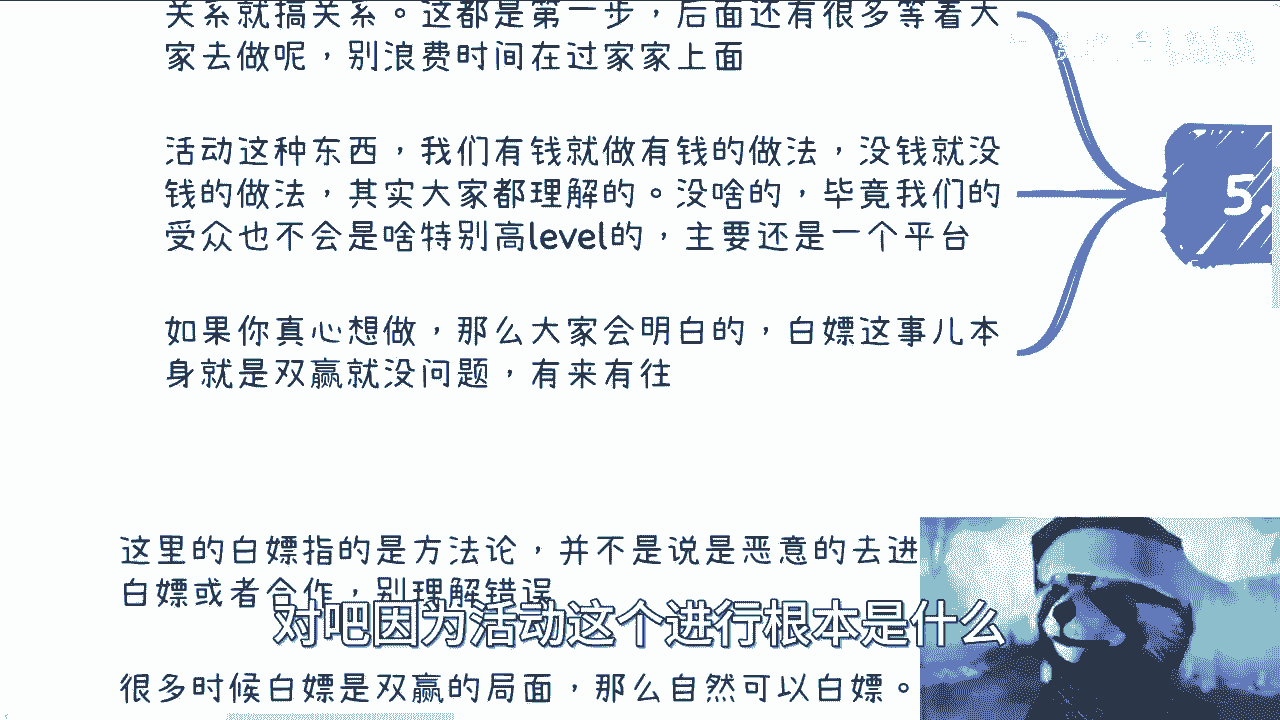 关系就搞关系。这都是第一步，后面还有很多等着大
家去做呢，别浪费时间在过家家上面
活动这种东西，我们有钱就做有钱的做法，没钱就没
钱的做法，其实大家都理解的。没啥的，毕竟我们的
受众也不会是啥特别高level的，主要还是一个平台
5.
如果你真心想做，那么大家会明白的，白嫖这事儿本
身就是双赢就没问题，有来有往
这里的白嫖指的是方法论，并不是说是恶意的去进
白嫖或者合作，别理解错误
对吧因为活动这个进行根本是什么
很多时候白嫖是双赢的局面，那么自然可以白嫖。